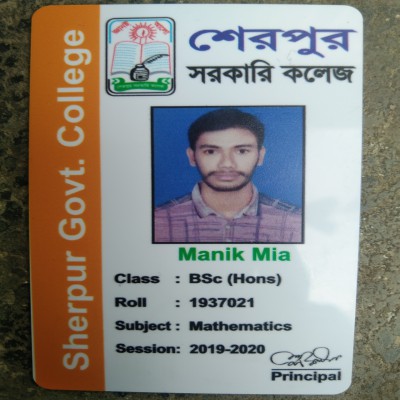 Sherpur Govt. College
শেরপুর
সরকারি কলেজ
Manik Mia
Class : BSc (Hons)
Roll : 1937021
Subject : Mathematics
Session: 2019-2020
Principal